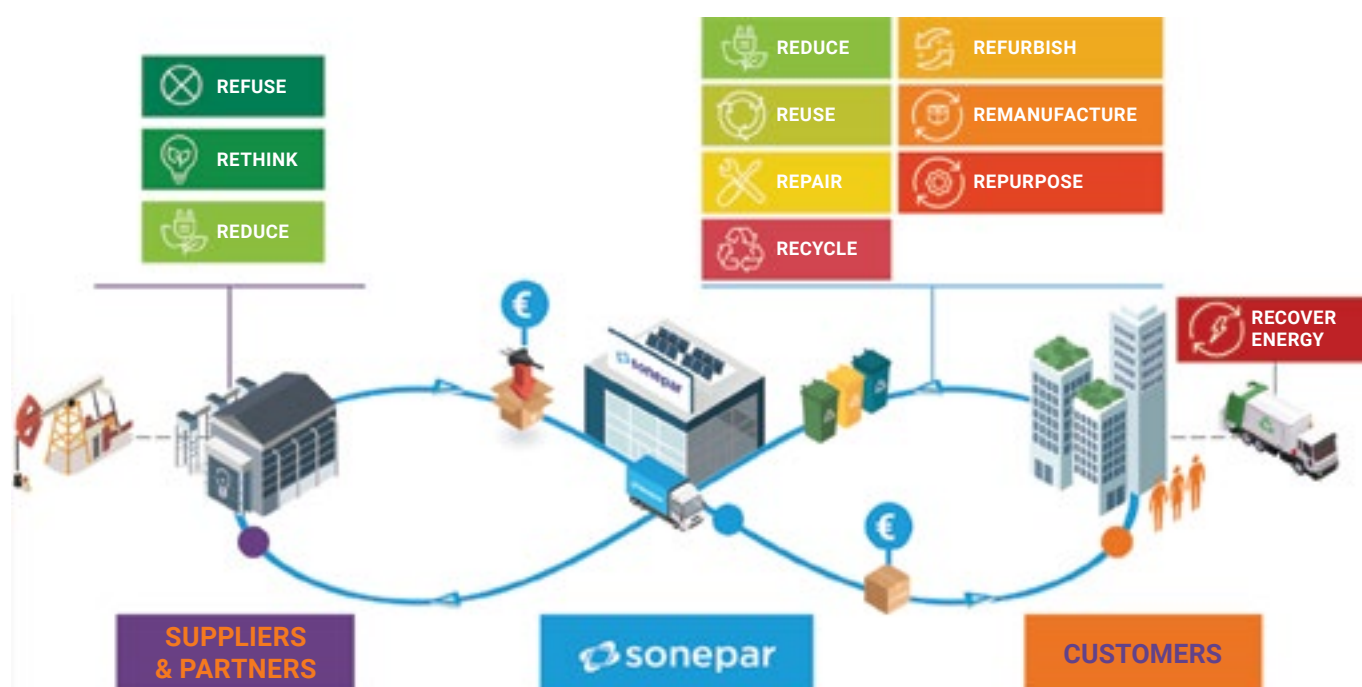 REFUSE
RETHINK
REDUCE
REDUCE
REFURBISH
REUSE
REMANUFACTURE
REPAIR
REPURPOSE
RECYCLE
RECOVER
ENERGY
€
sonepar
€
SUPPLIERS
& PARTNERS
sonepar
CUSTOMERS